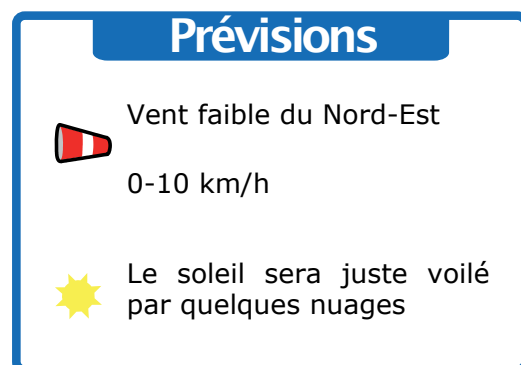 Prévisions
Vent faible du Nord-Est
0-10 km/h
Le soleil sera juste voilé
par quelques nuages